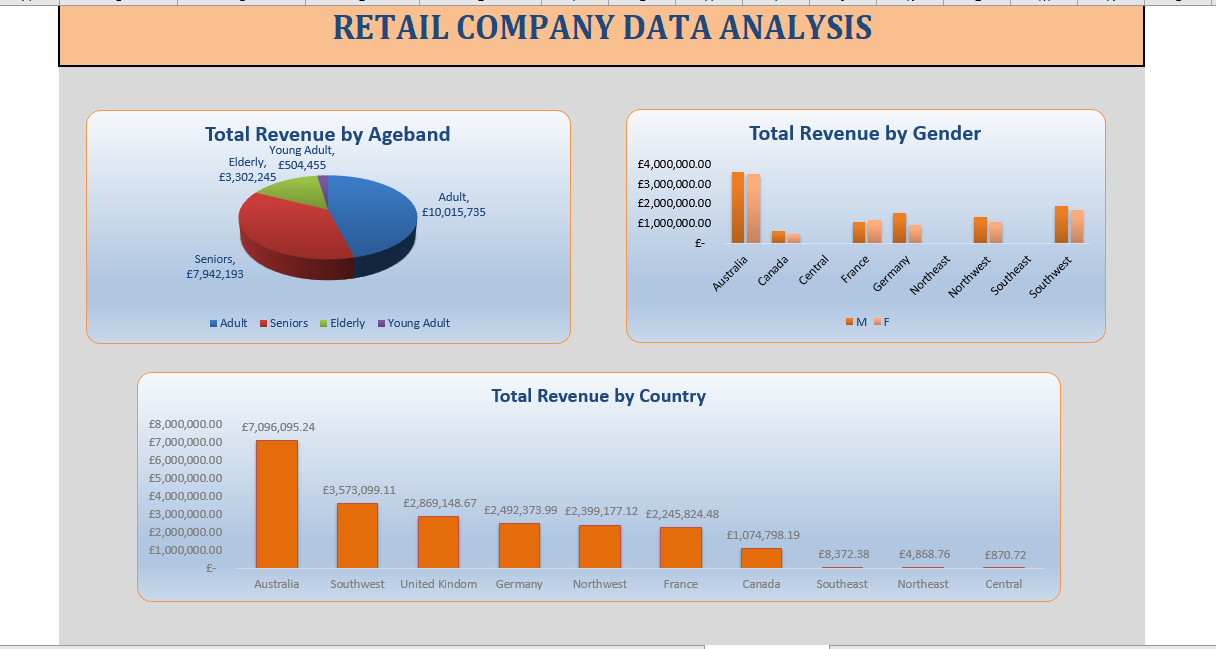 RETAIL COMPANY DATA ANALYSIS
Total Revenue by Ageband
Young Adult,
£504,455
Elderly,
£3,302,245
Adult,
£10,015,735
Seniors,
£7,942,193
Adult Seniors Elderly Young Adult
Total Revenue by Gender
£4,000,000.00
£3,000,000.00
£2,000,000.00
£1,000,000.00
£-
Australia
Canada
Central
France
Germany
Northeast
Northwest
Southeast
Southwest
M F
Total Revenue by Country
£8,000,000.00
£7,000,000.00
£6,000,000.00
£5,000,000.00
£4,000,000.00
£3,000,000.00
£2,000,000.00
£1,000,000.00
£-
£7,096,095.24
£3,573,099.11
£2,869,148.67
£2,492,373.99
£2,399,177.12
£2,245,824.48
£1,074,798.19
£8,372.38
£4,868.76
£870.72
Australia Southwest United Kindom Germany Northwest France Canada Southeast Northeast Central